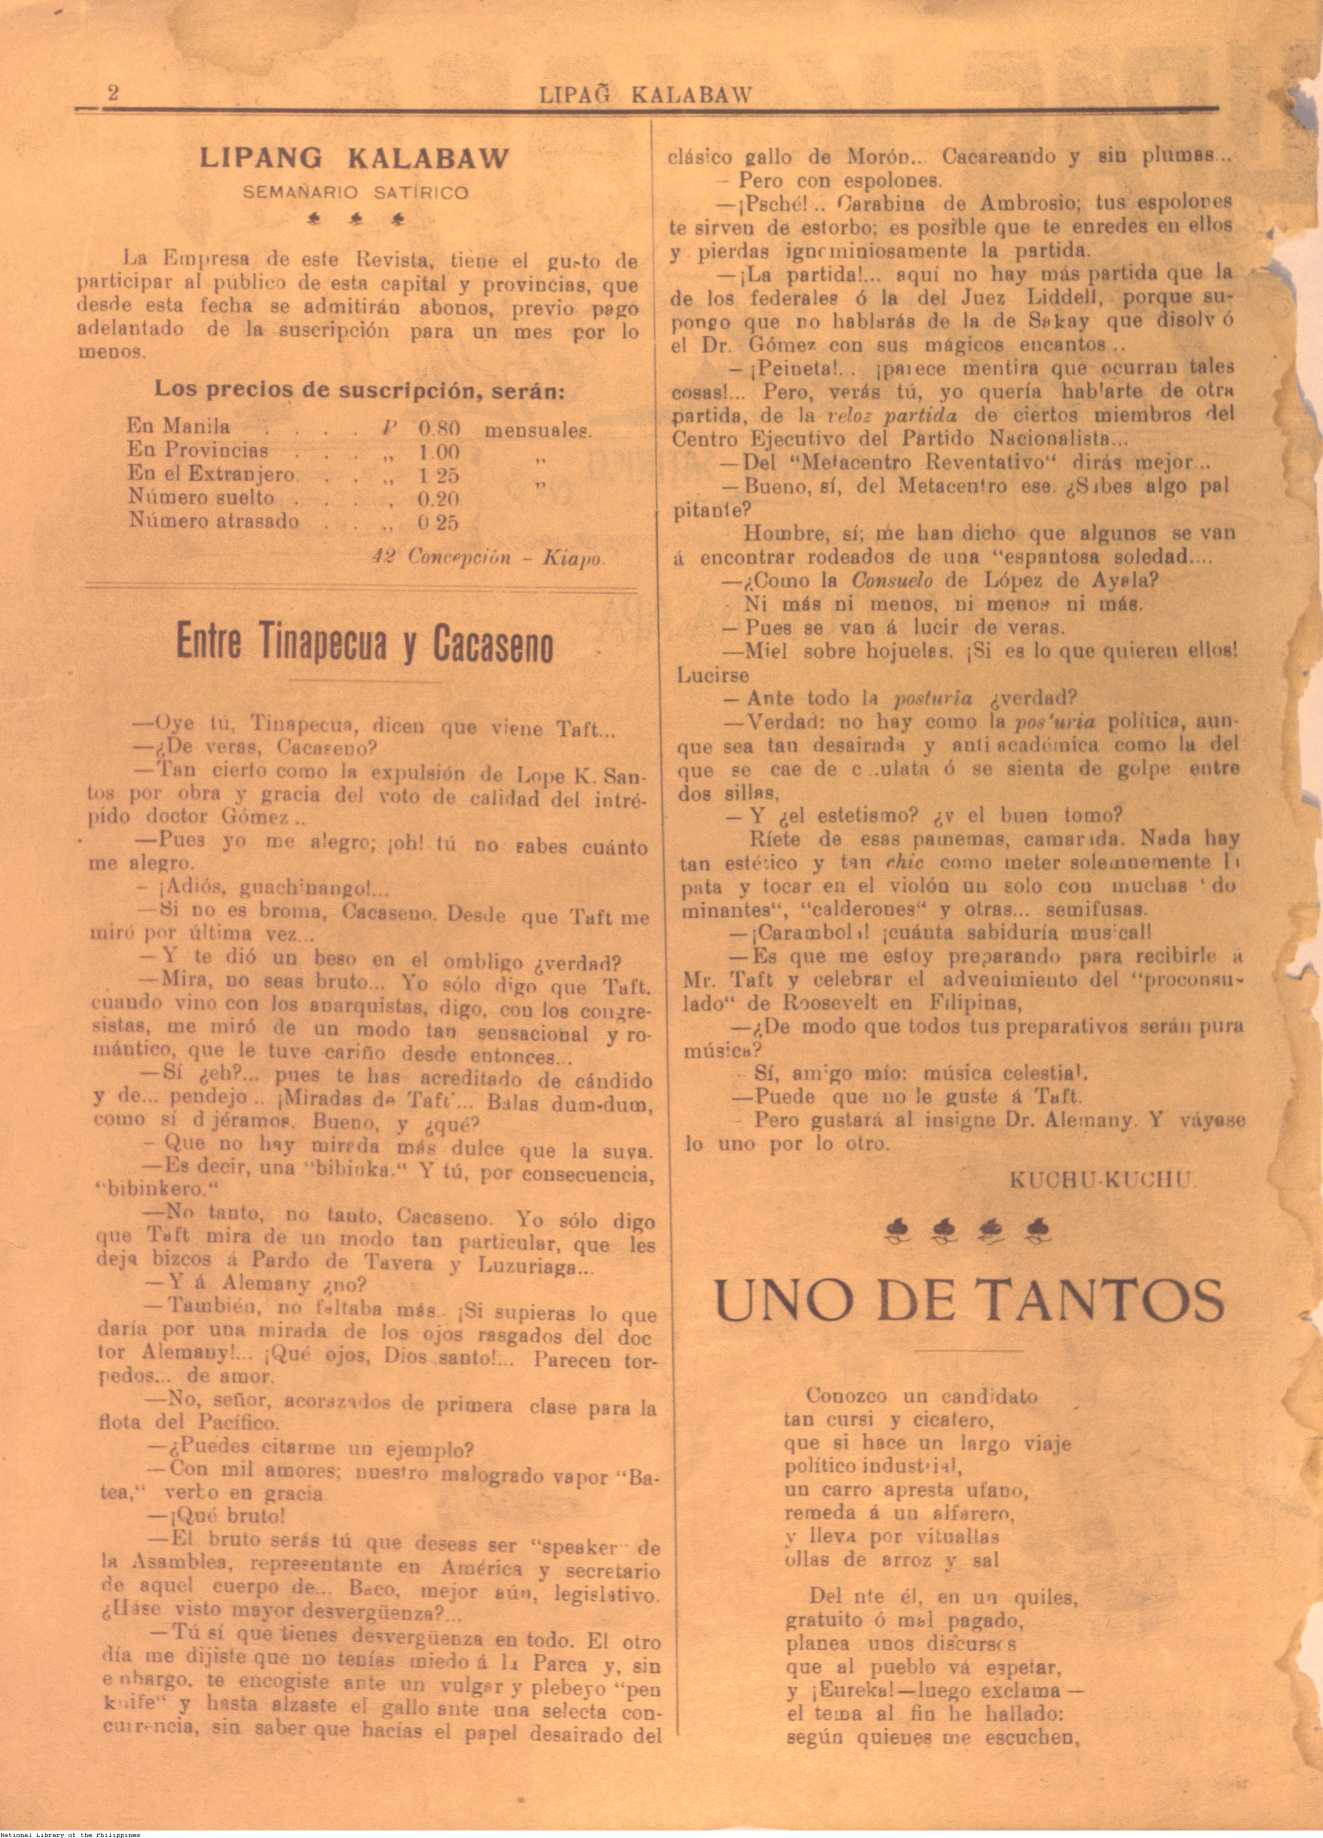 2
LIPAG̃ KALABAW
LIPANG KALABAW
SEMAÑARIO SATÍRICO
La Empresa de este Revista, tiene el gusto de
participar al público de esta capital y provincias, que
desde esta fecha se admitirán abonos, previo pago
adelantado de la suscripción para un mes por lo
menos.
Los precios de suscripción, serán:
En Manila . . . . P 0.80 mensuales.
En Provincias . . . „ 1.00 „
En el Extranjero. . . „ 1 25 „
Número suelto . . . , 0.20
Número atrasado . . „ 0 25
42 Concepción – Kiapo.
Entre Tinapecua y Cacaseno
—Oye tú, Tinapecua, dicen que viene Taft...
—¿De veras, Cacaseno?
—Tan cierto como la expulsión de Lope K. San-
tos por obra y gracia del voto de calidad del intré-
pido doctor Gómez..
—Pues yo me alegro; ¡oh! tú no sabes cuánto
me alegro.
– ¡Adiós, guachinango!...
—Si no es broma, Cacaseno. Desde que Taft me
miró por última vez...
—Y te dió un beso en el ombligo ¿verdad?
—Mira, no seas bruto... Yo sólo digo que Taft,
cuando vino con los anarquistas, digo, con los congre-
sistas, me miró de un modo tan sensacional y ro-
mántico, que le tuve cariño desde entonces...
—Sí ¿eh?... pues te has acreditado de cándido
y de... pendejo.. ¡Miradas de Taft'... Balas dum-dum,
como sí d jéramos. Bueno, y ¿qué?
– Que no hay mirada más dulce que la suya.
—Es decir, una "bibinka." Y tú, por consecuencia,
"bibinkero."
—No tanto, no tanto, Cacaseno. Yo sólo digo
que Taft mira de un modo tan particular, que les
deja bizcos á Pardo de Tavera y Luzuriaga...
—Y á Alemany ¿no?
—También, no faltaba más. ¡Si supieras lo que
daría por una mirada de los ojos rasgados del doc
tor Alemany!... ¡Qué ojos, Dios santo!... Parecen tor-
pedos... de amor.
—No, señor, acorazados de primera clase para la
flota del Pacífico.
—¿Puedes citarme un ejemplo?
—Con mil amores; nuestro malogrado vapor "Ba-
tea," verbo en gracia
—¡Qué bruto!
—El bruto serás tú que deseas ser "speaker" de
la Asamblea, representante en América y secretario
de aquel cuerpo de... Baco, mejor aún, legislativo.
¿Hase visto mayor desvergüenza?...
—Tú sí que tienes desvergüenza en todo. El otro
día me dijiste que no tenías miedo á la Parca y, sin
e nbargo, te encogiste ante un vulgar y plebeyo "pen
knife" y hasta alzaste el gallo ante una selecta con-
currencia, sin saber que hacías el papel desairado del
clásico gallo de Morón.. Cacareando y sin plumas...
– Pero con espolones.
—¡Psché!.. Carabina de Ambrosio; tus espolones
te sirven de estorbo; es posible que te enredes en ellos
y pierdas ignominiosamente la partida.
—¡La partida!... aquí no hay más partida que la
de los federales ó la del Juez Liddell, porque su-
pongo que no hablarás de la de Sakay que disolv ó
el Dr. Gómez con sus mágicos encantos..
—¡Peineta!.. ¡parece mentira que ocurran tales
cosas!... Pero, verás tú, yo quería hablarte de otra
partida, de la reloz partida de ciertos miembros del
Centro Ejecutivo del Partido Nacionalista...
—Del "Metacentro Reventativo" dirás mejor..
—Bueno, sí, del Metacentro ese. ¿Sabes algo pal
pitante?
Hombre, sí; me han dicho que algunos se van
á encontrar rodeados de una "espantosa soledad....
—¿Como la Consuelo de López de Ayala?
Ni más ni menos, ni menos ni más.
—Pues se van á lucir de veras.
—Miel sobre hojuelas. ¡Si es lo que quieren ellos!
Lucirse
—Ante todo la posturia ¿verdad?
—Verdad: no hay como la pos'uria política, aun-
que sea tan desairada y anti académica como la del
que se cae de c..ulata ó se sienta de golpe entre
dos sillas,
—Y ¿el estetismo? ¿y el buen tomo?
Ríete de esas pamemas, camarada. Nada hay
tan estético y tan chic como meter solemnemente la
pata y tocar en el violón un solo con muchas 'do
minantes", "calderones" y otras... semifusas.
—¡Carambola! ¡cuánta sabiduría musical!
—Es que me estoy preparando para recibirle á
Mr. Taft y celebrar el advenimiento del "proconsu-
lado" de Roosevelt en Filipinas,
—¿De modo que todos tus preparativos serán pura
música?
- Sí, amigo mío: música celestial.
—Puede que no le guste á Taft.
Pero gustará al insigne Dr. Alemany. Y váyase
lo uno por lo otro.
KUCHU-KUCHU.
UNO DE TANTOS
Conozco un candidato
tan cursi y cicatero,
que si hace un largo viaje
político industrial,
un carro apresta ufano,
remeda á un alfarero,
y lleva por vituallas
ollas de arroz y sal
Del nte él, en un quiles,
gratuito ó mal pagado,
planea unos discursos
que al pueblo vá espetar,
y ¡Eureka!—luego exclama—
el tema al fin he hallado:
según quienes me escuchen,
National Library of the Philippines